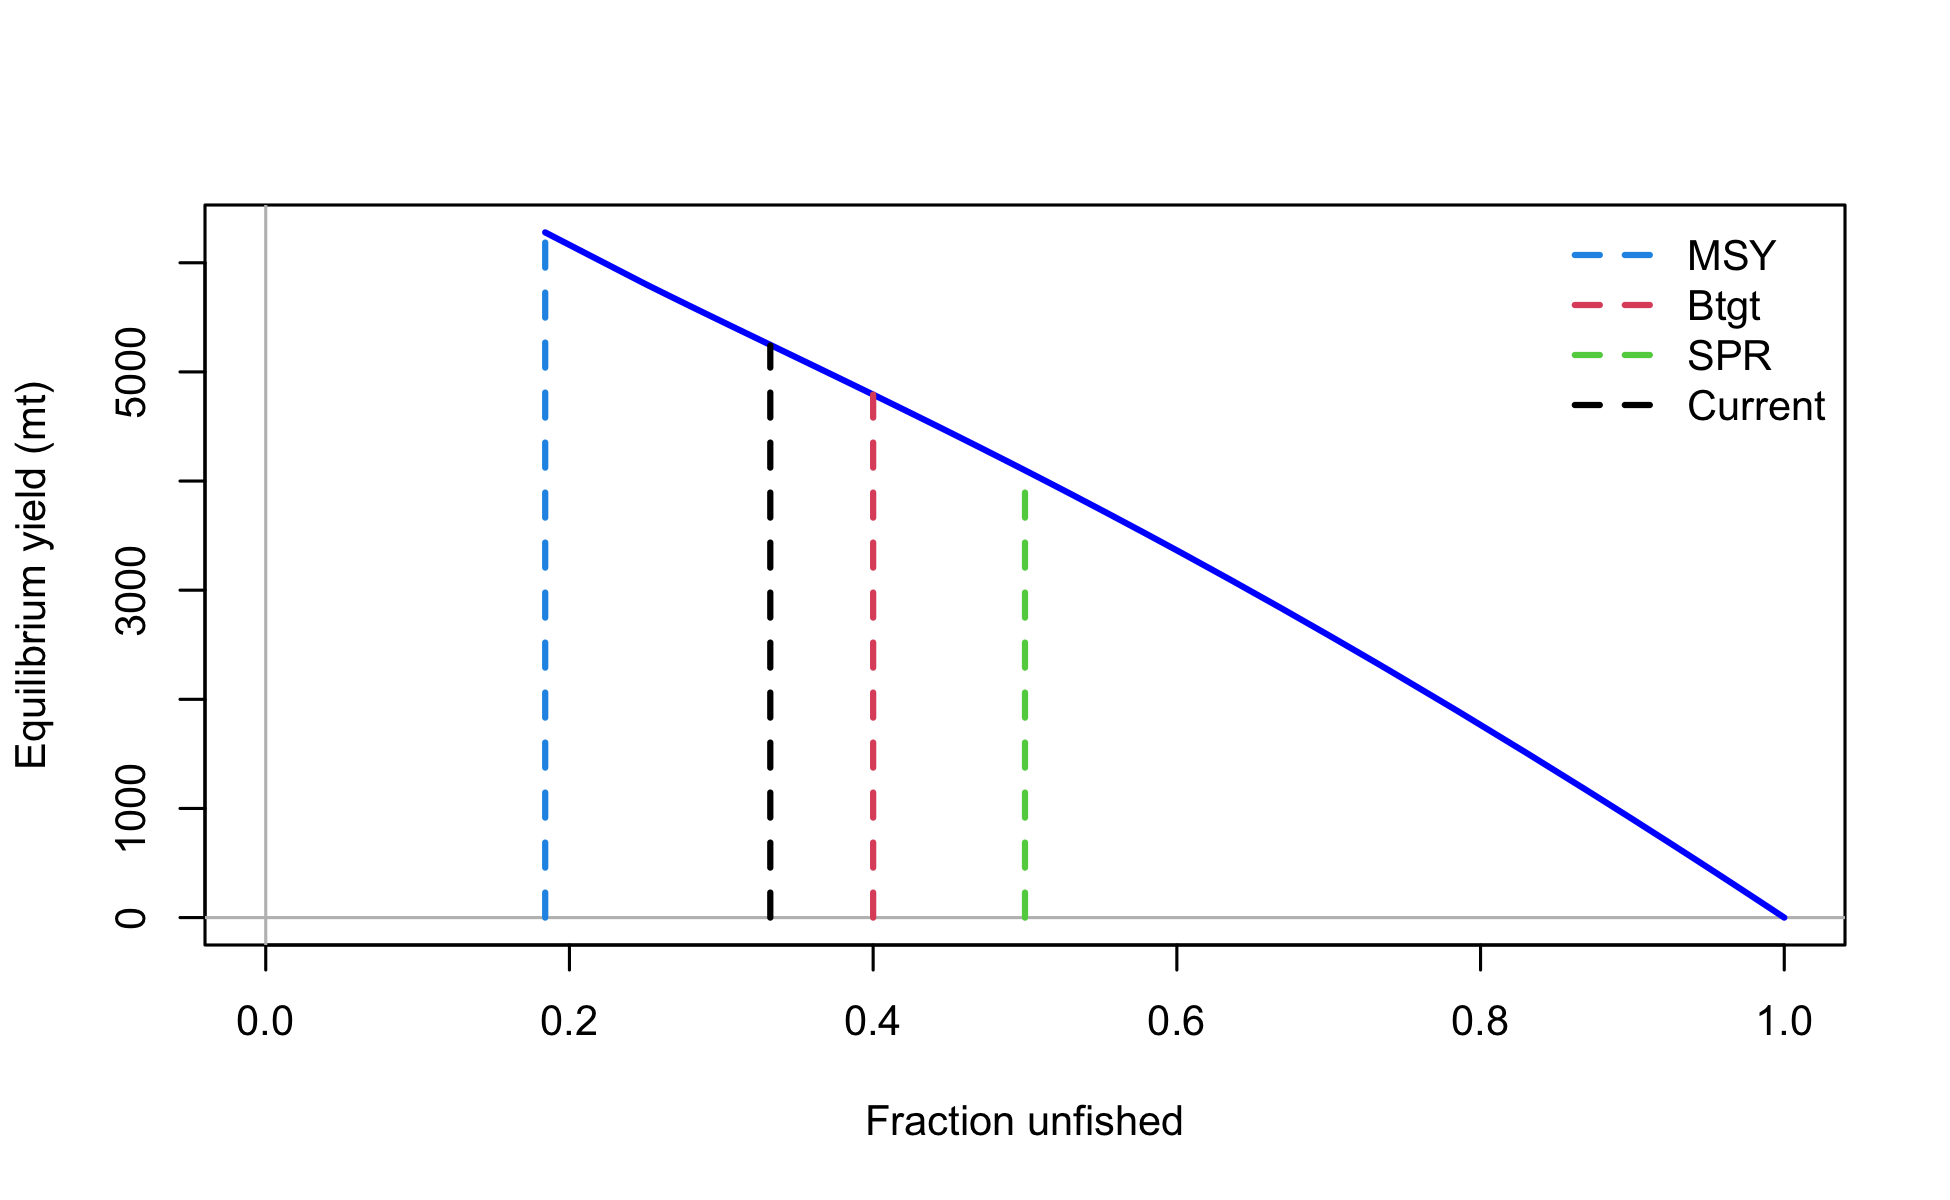 MSY
Btgt
SPR
Current
Equilibrium yield (mt)
5000
3000
1000
0
0.0 0.2 0.4 0.6 0.8 1.0
Fraction unfished